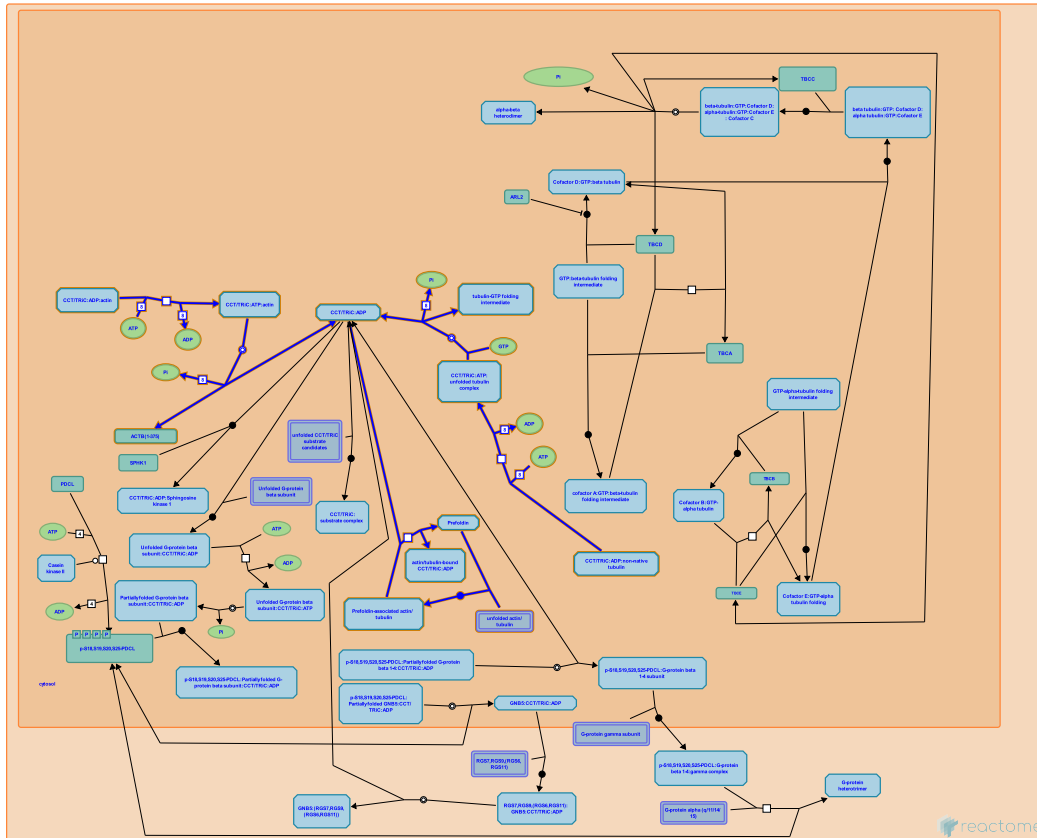 Pi
TBCC
alpha-beta
heterodimer
beta-tubulin:GTP:Cofactor D:
alpha-tubulin:GTP:Cofactor E
: Cofactor C
beta-tubulin:GTP: Cofactor D:
alpha-tubulin:GTP:Cofactor E
Cofactor D:GTP:beta tubulin
ARL2
TBCD
GTP:beta-tubulin folding
intermediate
CCT/TRiC:ADP:actin
CCT/TRiC:ATP:actin
8
8
ATP
ADP
Pi
8
CCT/TRiC:ADP
Pi
8
tubulin-GTP folding
intermediate
GTP
CCT/TRiC:ATP:
unfolded tubulin
complex
TBCA
GTP-alpha-tubulin folding
intermediate
ACTB(1-375)
SPHK1
unfolded CCT/TRiC
substrate
candidates
ADP
8
ATP
8
PDCL
CCT/TRiC:ADP:Sphingosine
kinase 1
Unfolded G-protein
beta subunit
CCT/TRiC:
substrate complex
cofactor A:GTP:beta-tubulin
folding intermediate
TBCB
Cofactor B:GTP-
alpha tubulin
ATP
4
Casein
kinase II
Unfolded G-protein beta
subunit:CCT/TRiC:ADP
ATP
ADP
Prefoldin
actin/tubulin-bound
CCT/TRiC:ADP
CCT/TRiC:ADP:non-native
tubulin
TBCE
Cofactor E:GTP-alpha
tubulin folding
ADP
4
Partially folded G-protein beta
subunit:CCT/TRiC:ADP
Unfolded G-protein beta
subunit:CCT/TRiC:ATP
Pi
Prefoldin-associated actin/
tubulin
unfolded actin/
tubulin
P P P P
p-S18,S19,S20,S25-PDCL
cytosol
p-S18,S19,S20,S25-PDCL:Partially folded G-
protein beta subunit:CCT/TRiC:ADP
p-S18,S19,S20,S25-PDCL:Partially folded G-protein
beta 1-4:CCT/TRiC:ADP
p-S18,S19,S20,S25-PDCL:G-protein beta
1-4 subunit
p-S18,S19,S20,S25-PDCL:
Partially folded GNB5:CCT/
TRiC:ADP
GNB5:CCT/TRiC:ADP
G-protein gamma subunit
RGS7,RGS9,(RGS6,
RGS11)
p-S18,S19,S20,S25-PDCL:G-protein
beta 1-4:gamma complex
G-protein
heterotrimer
GNB5:(RGS7,RGS9,
(RGS6,RGS11))
RGS7,RGS9,(RGS6,RGS11):
GNB5:CCT/TRiC:ADP
G-protein alpha (q/11/14/
15)
reactome